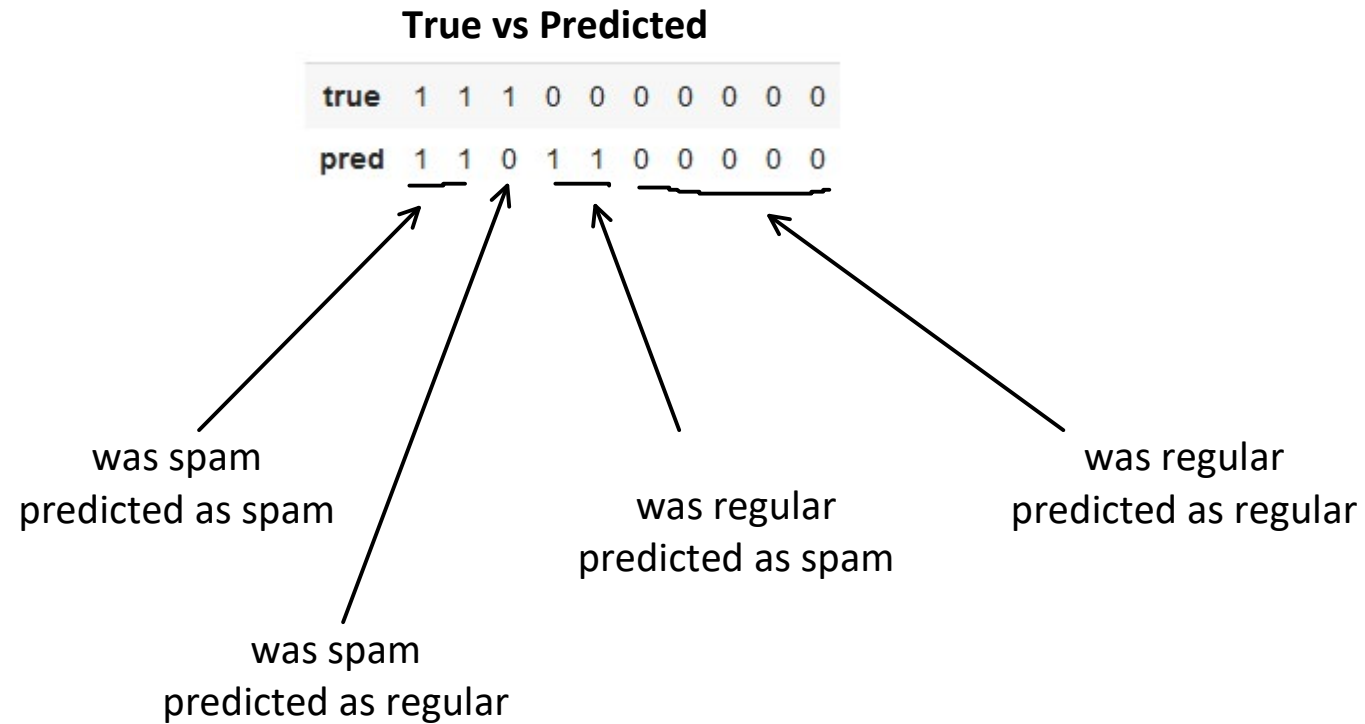 True vs Predicted
true 1 1 1 0 0 0 0 0 0 0
pred 1 1 0 1 1 0 0 0 0 0
was spam
predicted as spam
was regular
predicted as spam
was regular
predicted as regular
was spam
predicted as regular